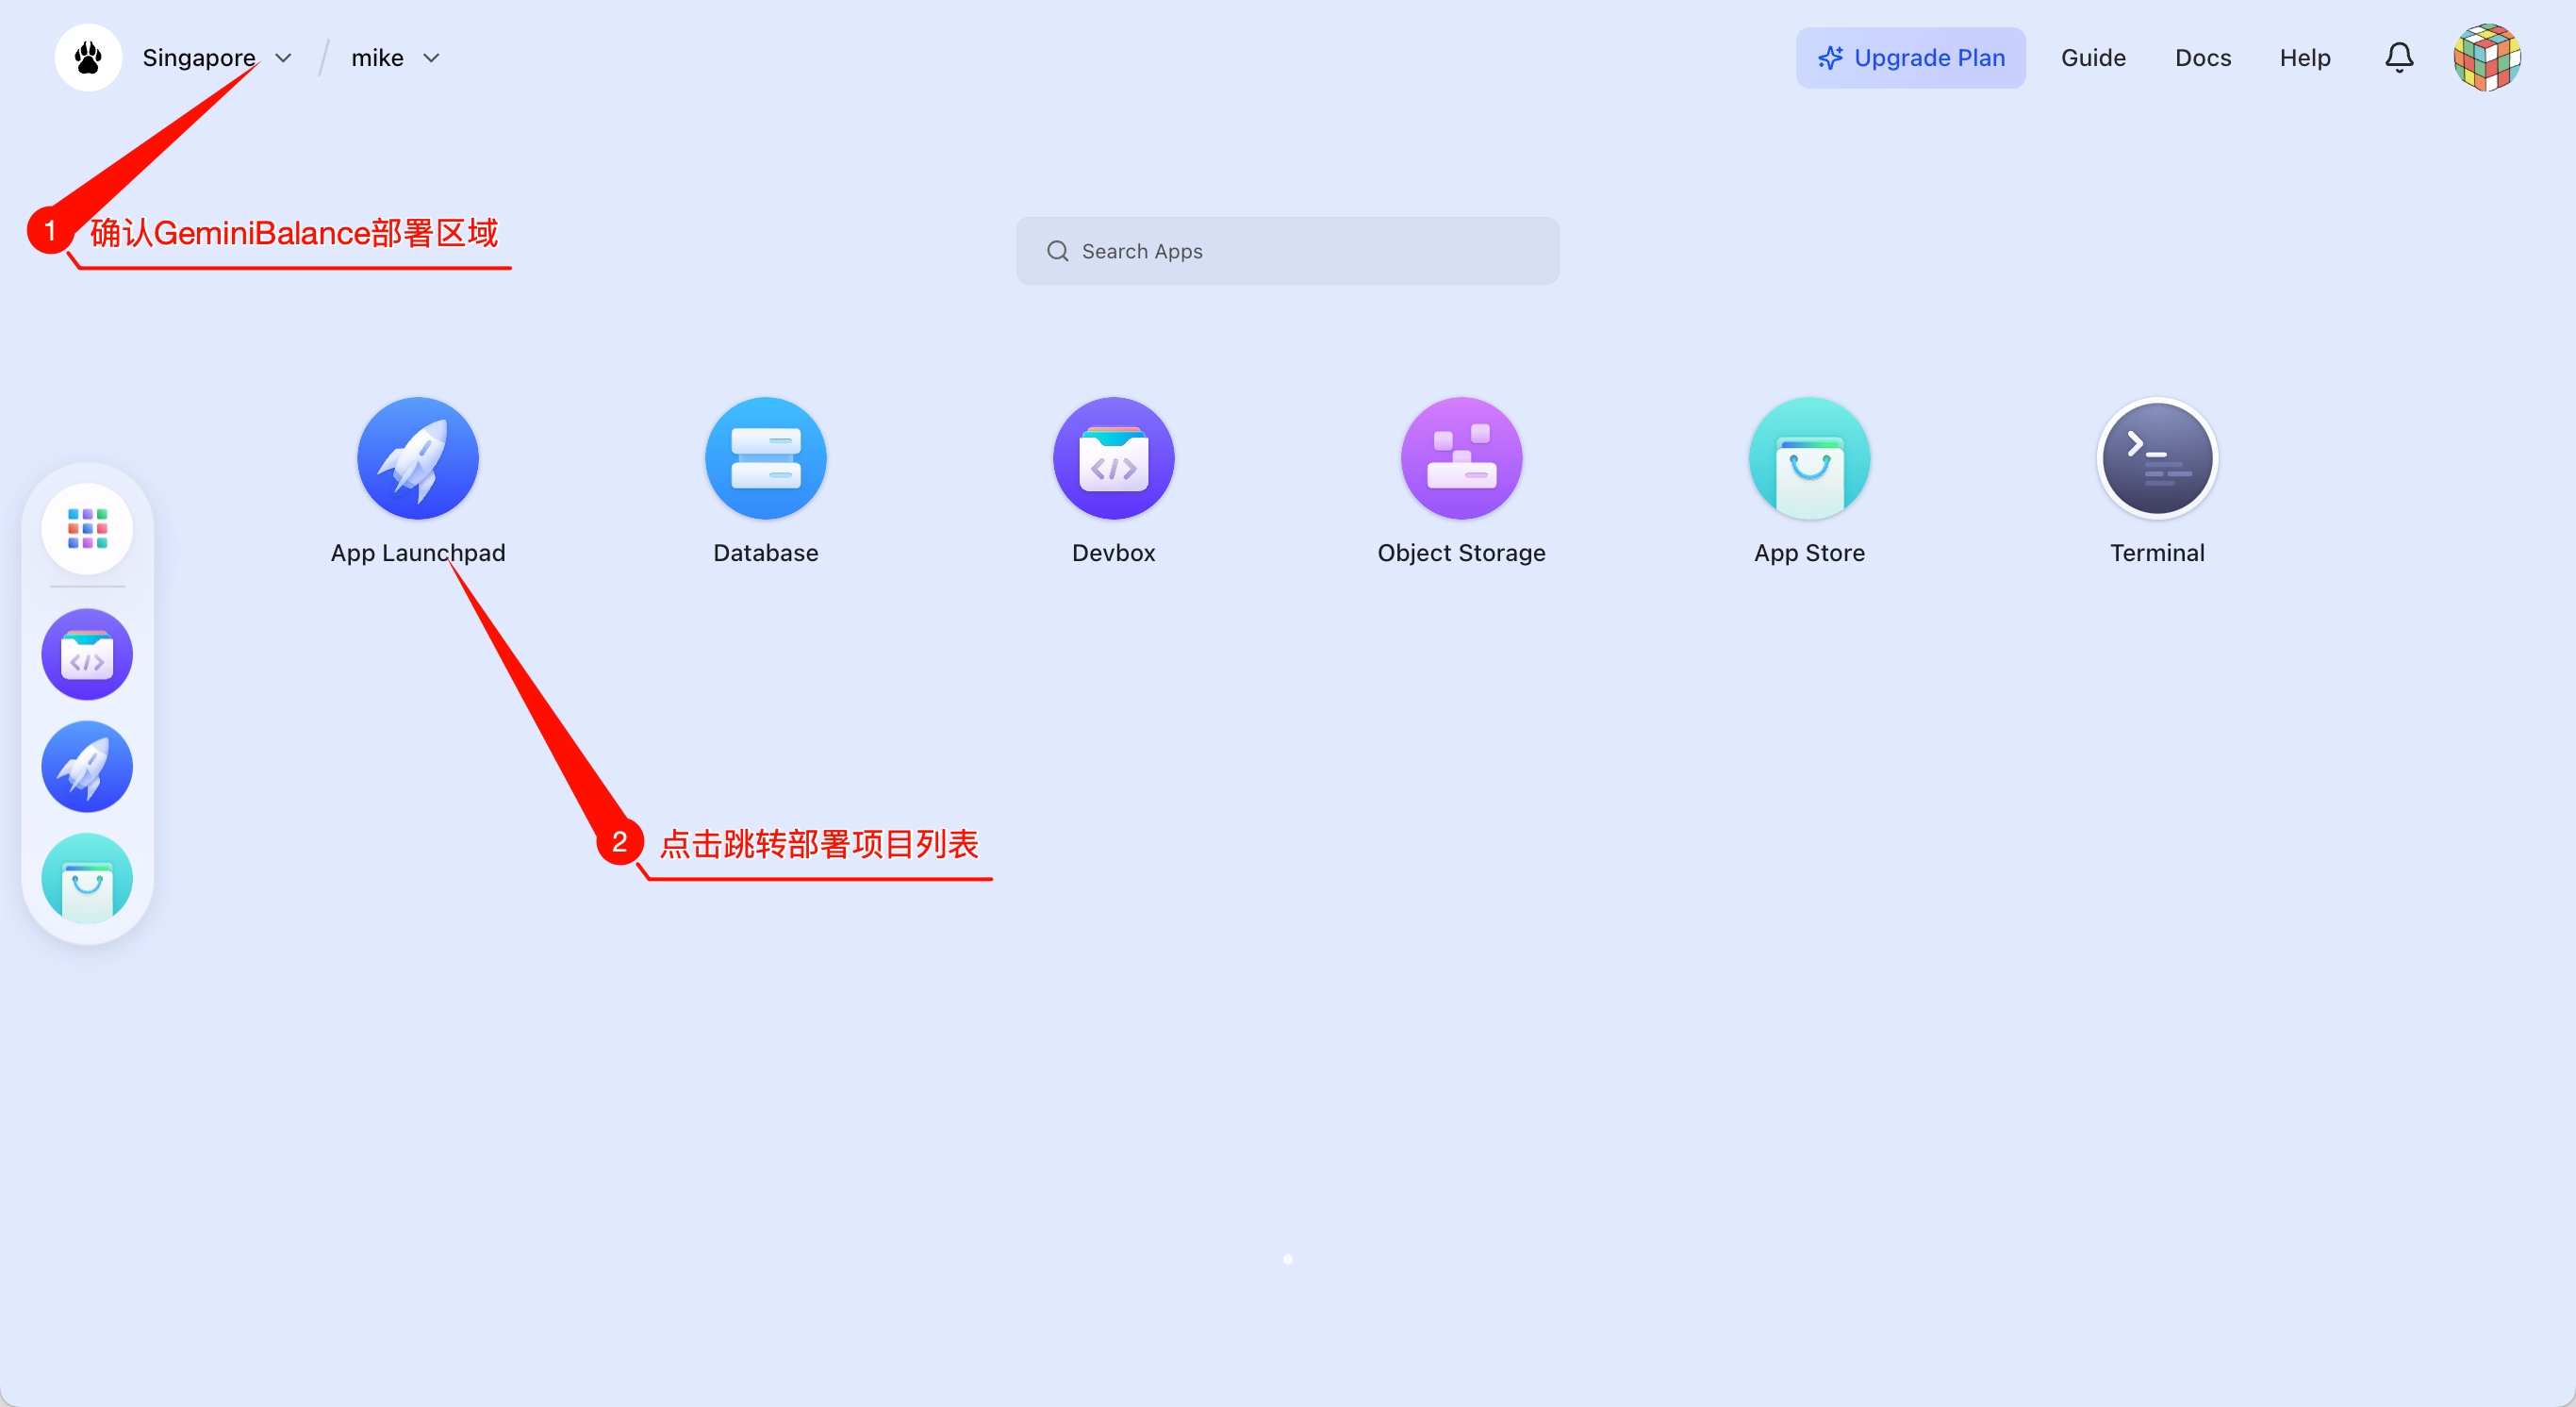 Singapore
mike
Upgrade Plan
Guide
Docs
Help
1
确认GeminiBalance部署区域
Search Apps
App Launchpad
Database
Devbox
Object Storage
App Store
Terminal
2
点击跳转部署项目列表